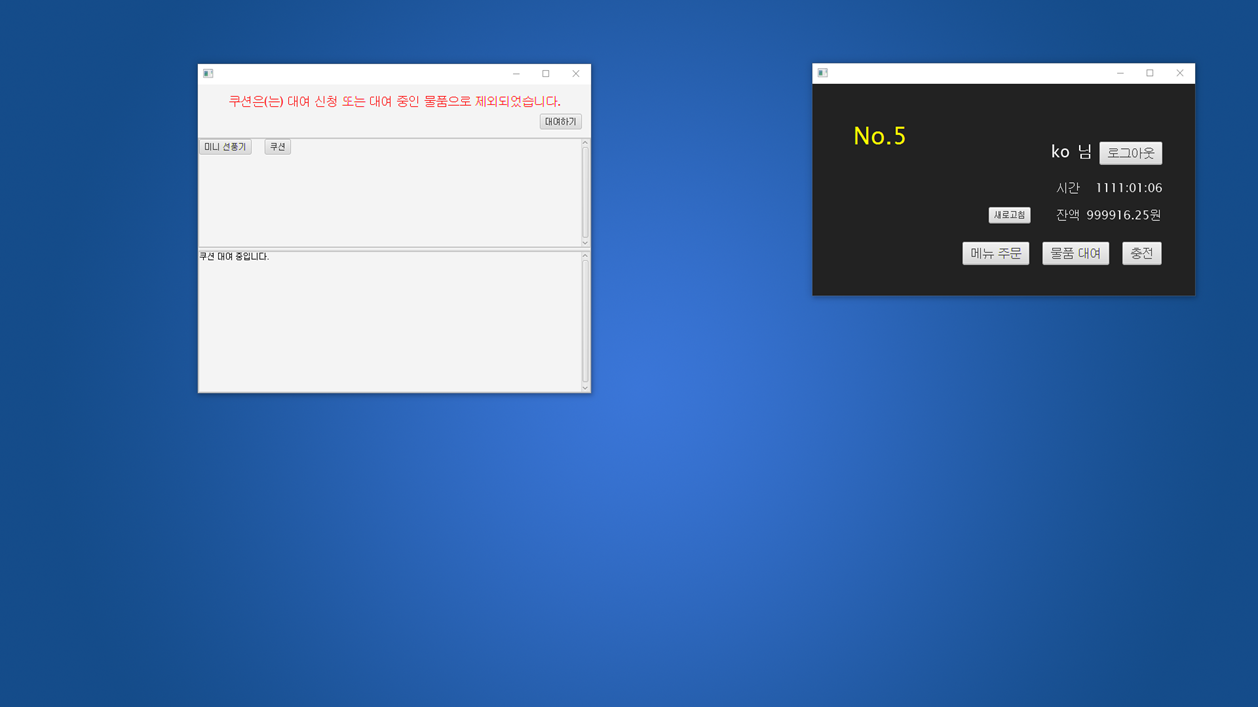 쿠션은(는) 대여 신청 또는 대여 중인 물품으로 제외되었습니다.
대여하기
미니 선풍기 쿠션
쿠션 대여 중입니다.
No.5
ko 님 로그아웃
시간 1111:01:06
새로고침 잔액 999916.25원
메뉴 주문 물품 대여 충전